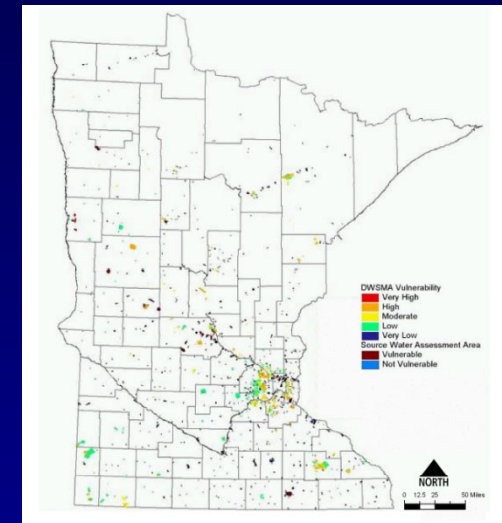 DWSMA Vulnerability
Very High
High
Moderate
Low
Very Low
Source Water Assessment Area
Vulnerable
Not Vulnerable
NORTH
0 12.5 25 50 Miles